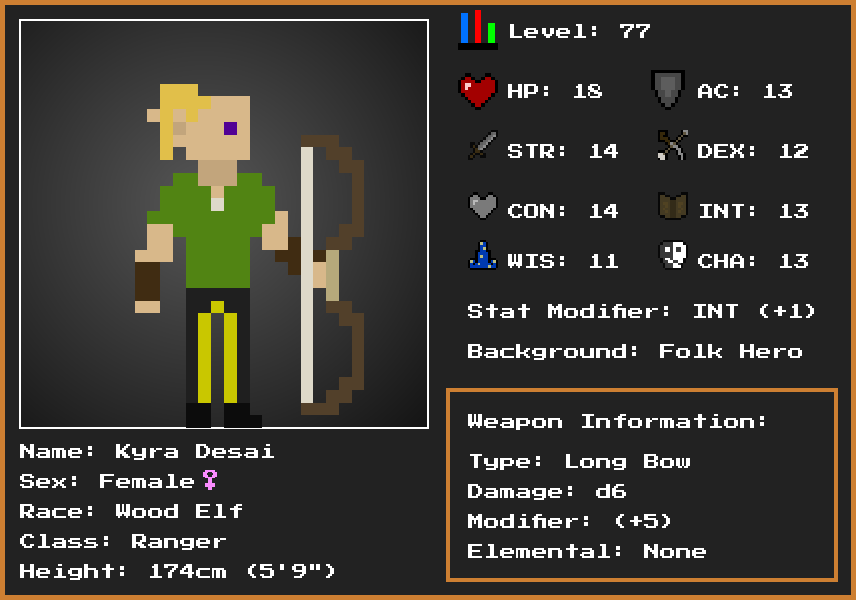 Level: 77
HP: 18
AC: 13
STR: 14
DEX: 12
CON: 14
INT: 13
WIS: 11
CHA: 13
Stat Modifier: INT (+1)
Background: Folk Hero
Weapon Information:
Type: Long Bow
Damage: d6
Modifier: (+5)
Elemental: None
Name: Kyra Desai
Sex: Female♀
Race: Wood Elf
Class: Ranger
Height: 174cm (5'9")